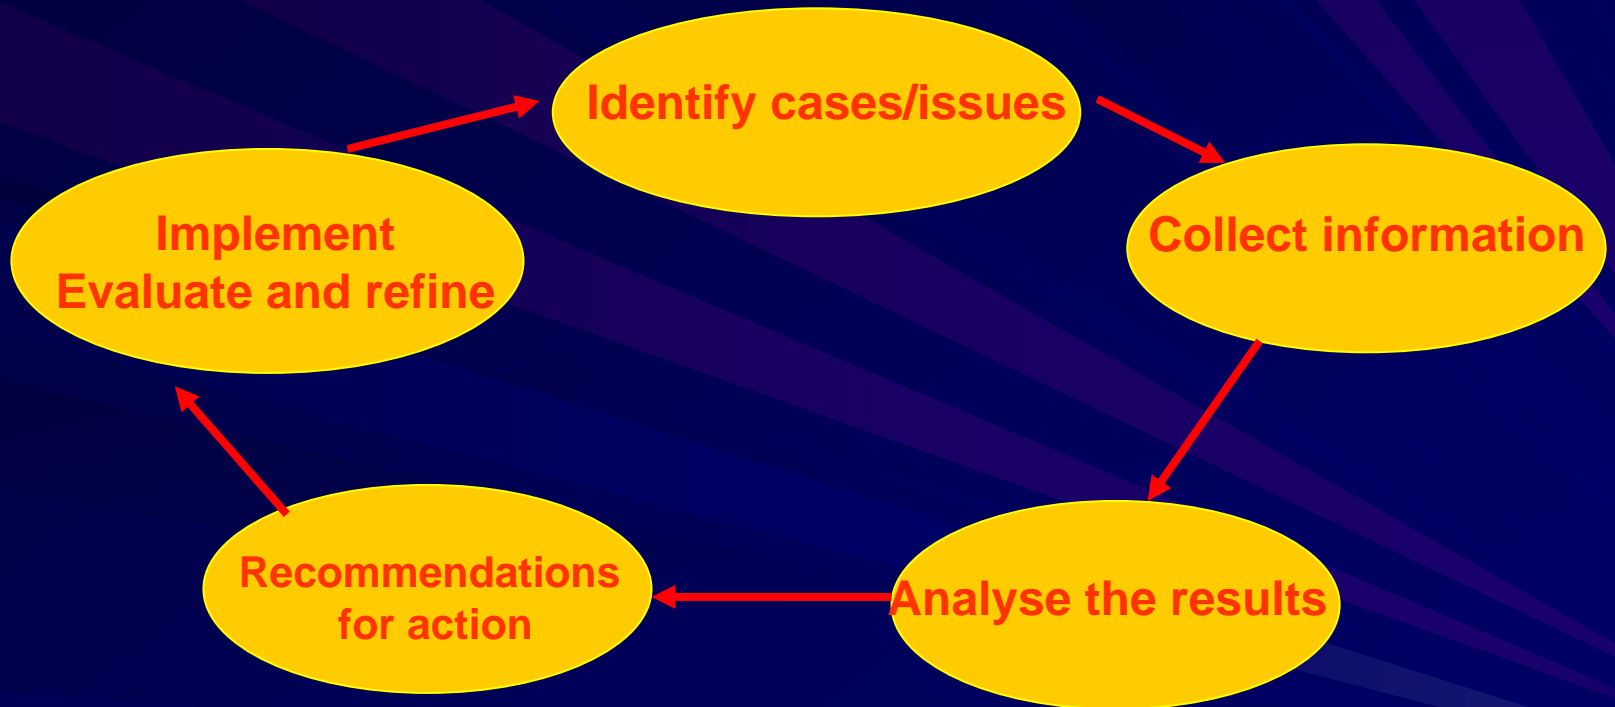 Identify cases/issues
Collect information
Analyse the results
Recommendations
for action
Implement
Evaluate and refine